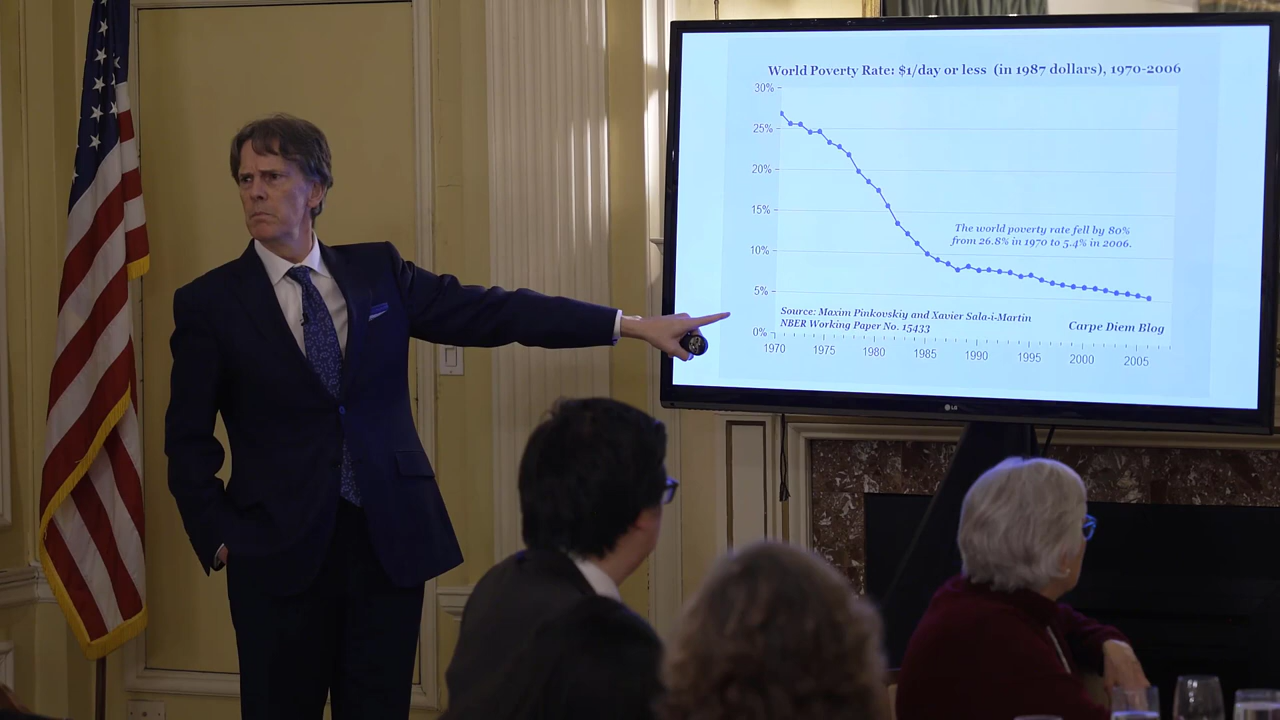 World Poverty Rate: $1/day or less (in 1987 dollars), 1970-2006
30%
25%
20%
15%
10%
5%
0%
The world poverty rate fell by 80%
from 26.8% in 1970 to 5.4% in 2006.
Source: Maxim Pinkovskiy and Xavier Sala-i-Martin
NBER Working Paper No. 15433
Carpe Diem Blog
1970 1975 1980 1985 1990 1995 2000 2005
LG